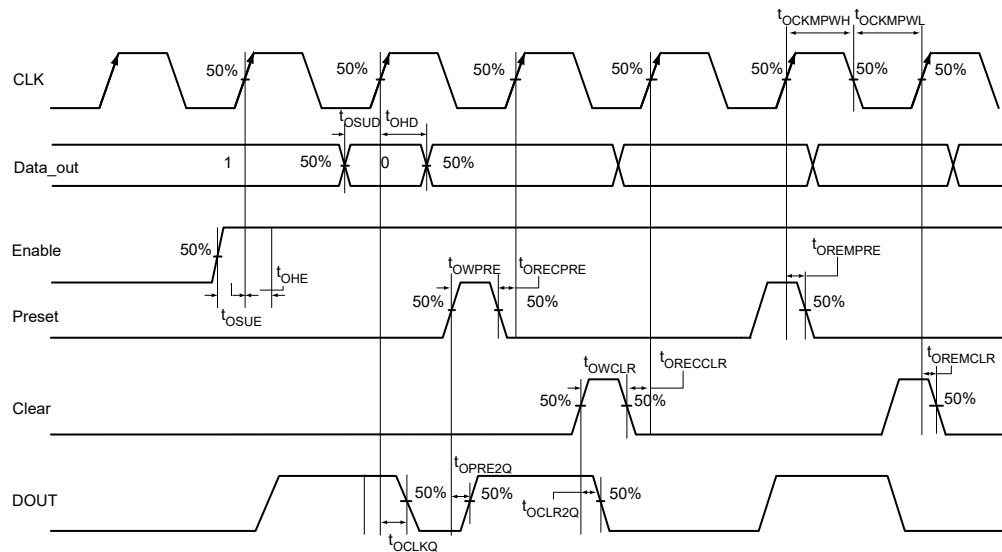 tOCKMPWH tOCKMPWL
CLK 50% 50% 50% 50% 50% 50% 50%
tOSUD tOHD
Data_out 1 50% 0 50%
Enable 50%
tOHE
tOSUE
tOWPRE tORECPRE tOREMPRE
Preset 50% 50% 50%
tOWCLR tORECCLR tOREMCLR
Clear 50% 50% 50%
tOPRE2Q
DOUT 50% 50% 50%
tOCLR2Q
tOCLKQ